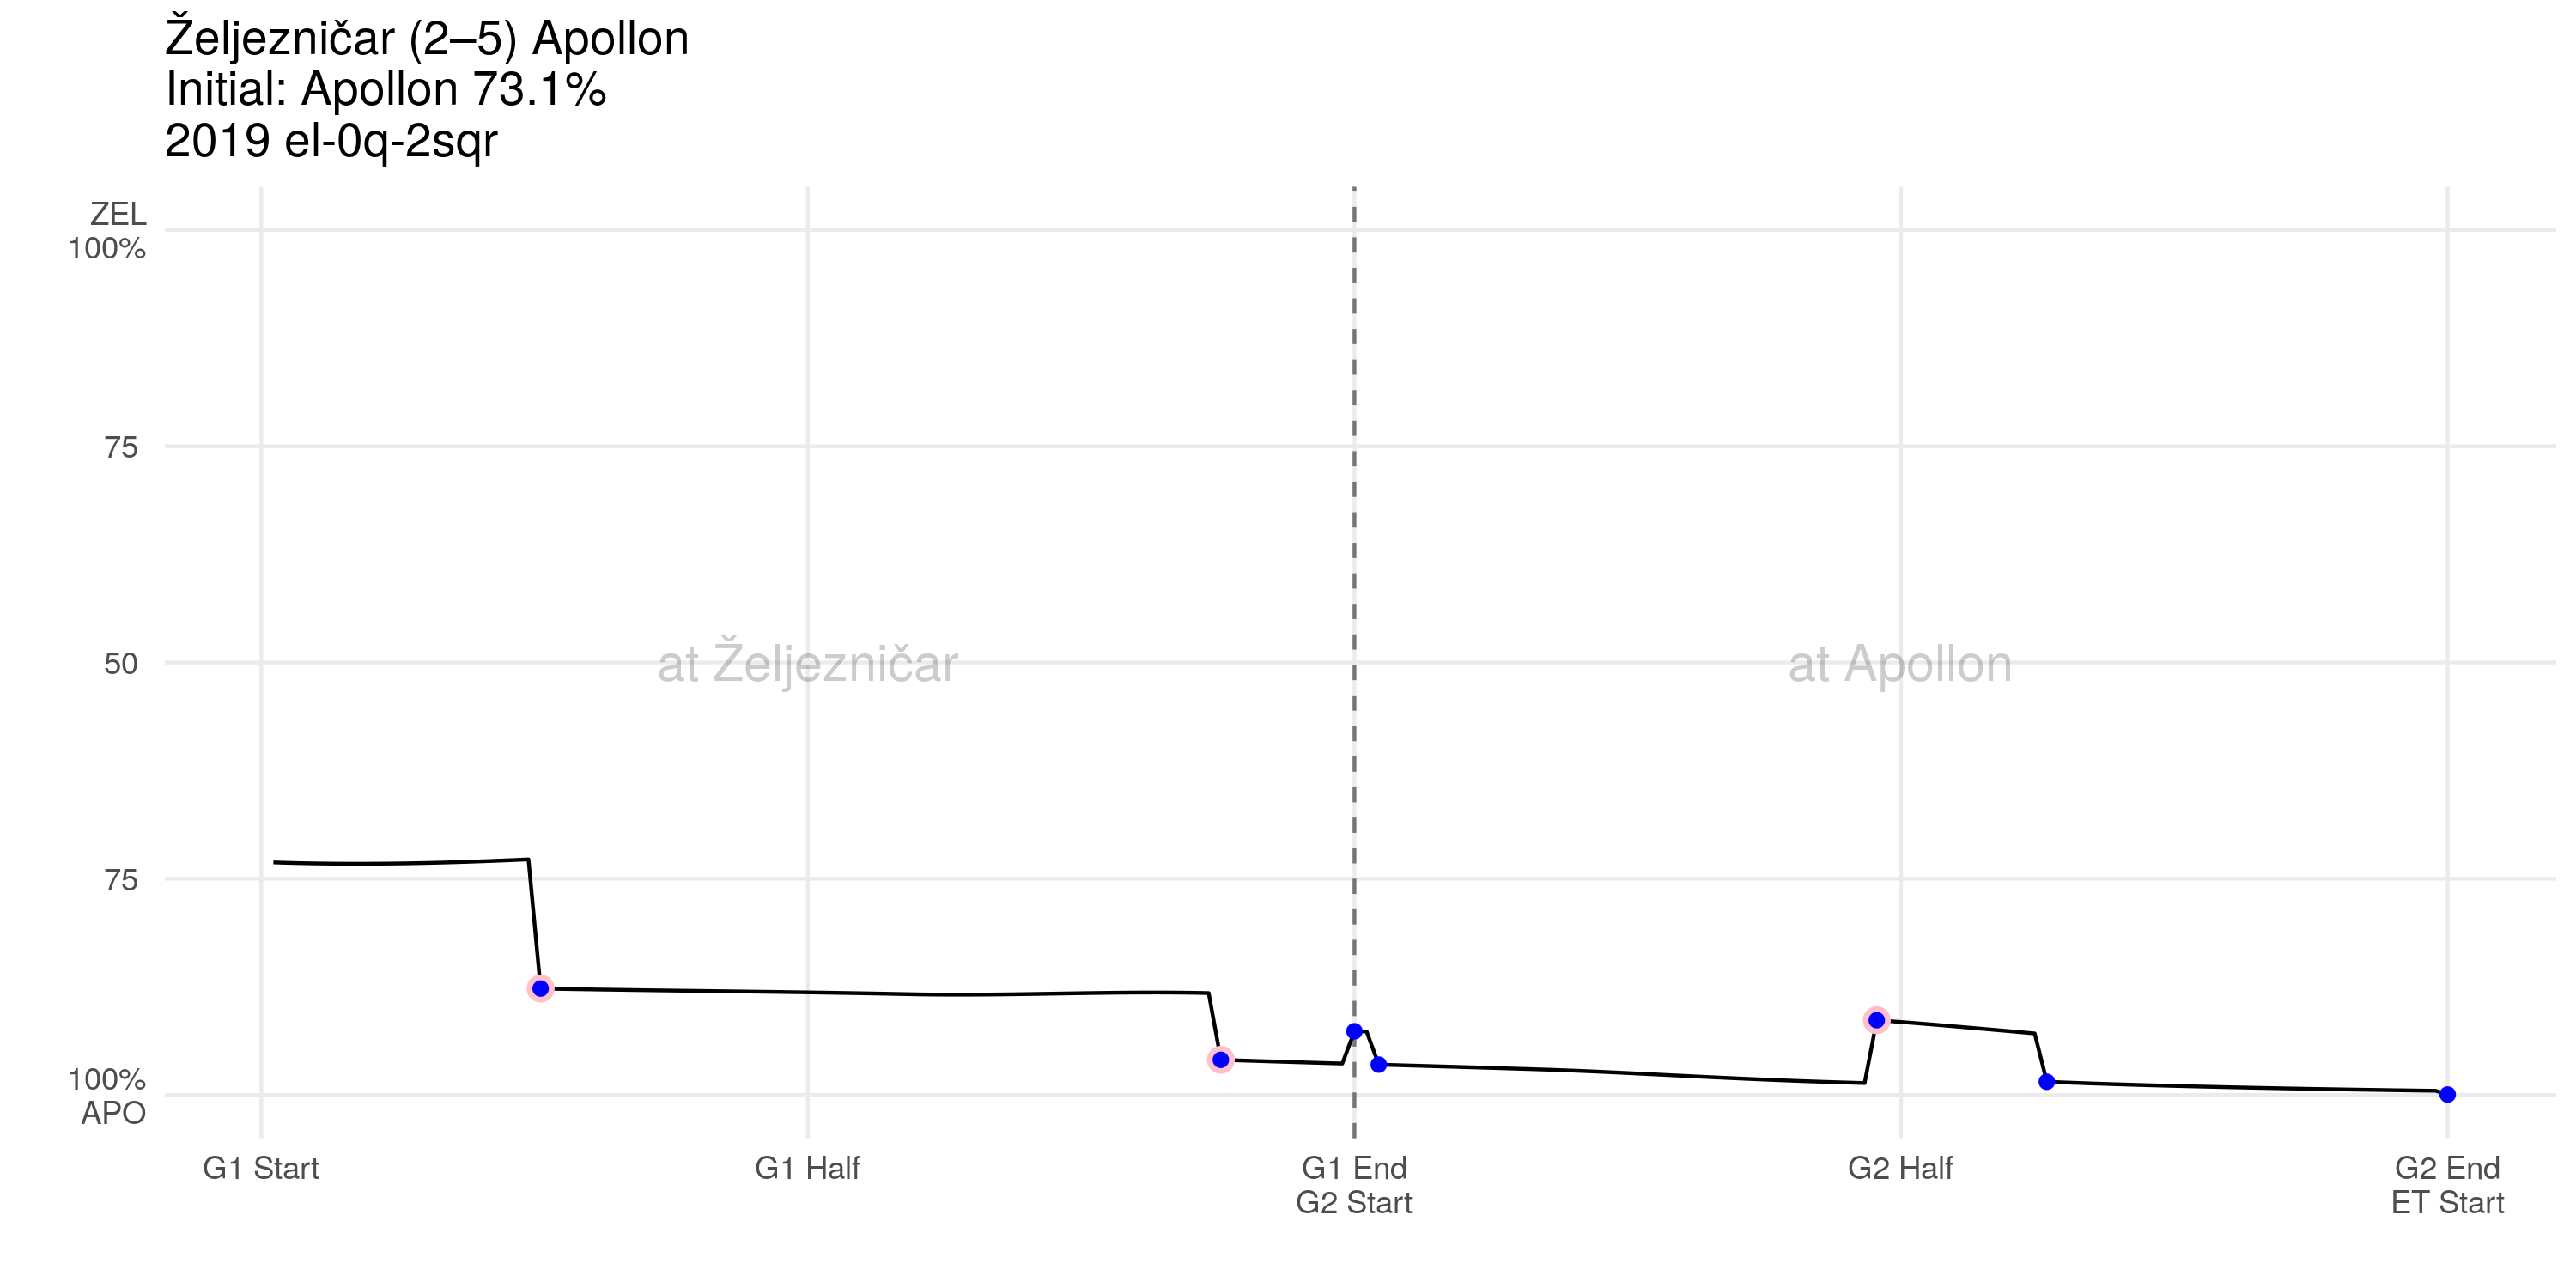 Željezničar (2–5) Apollon
Initial: Apollon 73.1%
2019 el-0q-2sqr
ZEL
100%
75
50
75
100%
APO
at Željezničar
at Apollon
G1 Start
G1 Half
G1 End
G2 Start
G2 Half
G2 End
ET Start